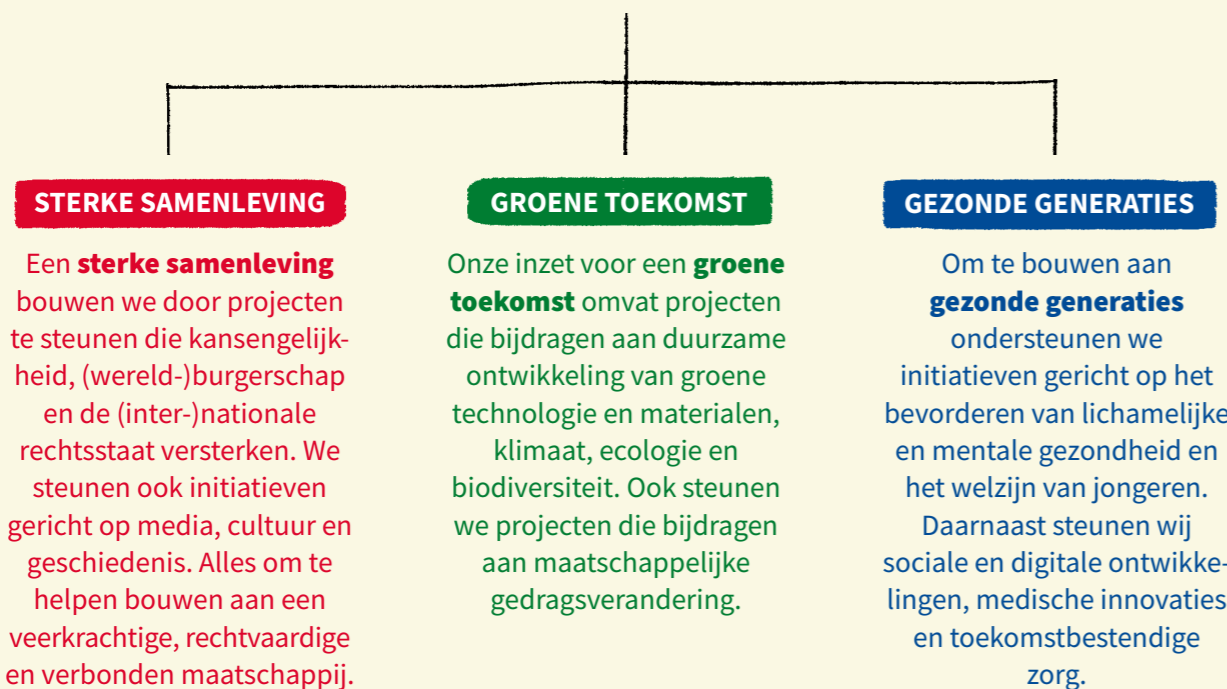 STERKE SAMENLEVING
Een sterke samenleving
bouwen we door projecten
te steunen die kansengelijk-
heid, (wereld-)burgerschap
en de (inter-)nationale
rechtsstaat versterken. We
steunen ook initiatieven
gericht op media, cultuur en
geschiedenis. Alles om te
helpen bouwen aan een
veerkrachtige, rechtvaardige
en verbonden maatschappij.
GROENE TOEKOMST
Onze inzet voor een groene
toekomst omvat projecten
die bijdragen aan duurzame
ontwikkeling van groene
technologie en materialen,
klimaat, ecologie en
biodiversiteit. Ook steunen
we projecten die bijdragen
aan maatschappelijke
gedragsverandering.
GEZONDE GENERATIES
Om te bouwen aan
gezonde generaties
ondersteunen we
initiatieven gericht op het
bevorderen van lichamelijke
en mentale gezondheid en
het welzijn van jongeren.
Daarnaast steunen wij
sociale en digitale ontwikke-
lingen, medische innovaties
en toekomstbestendige
zorg.